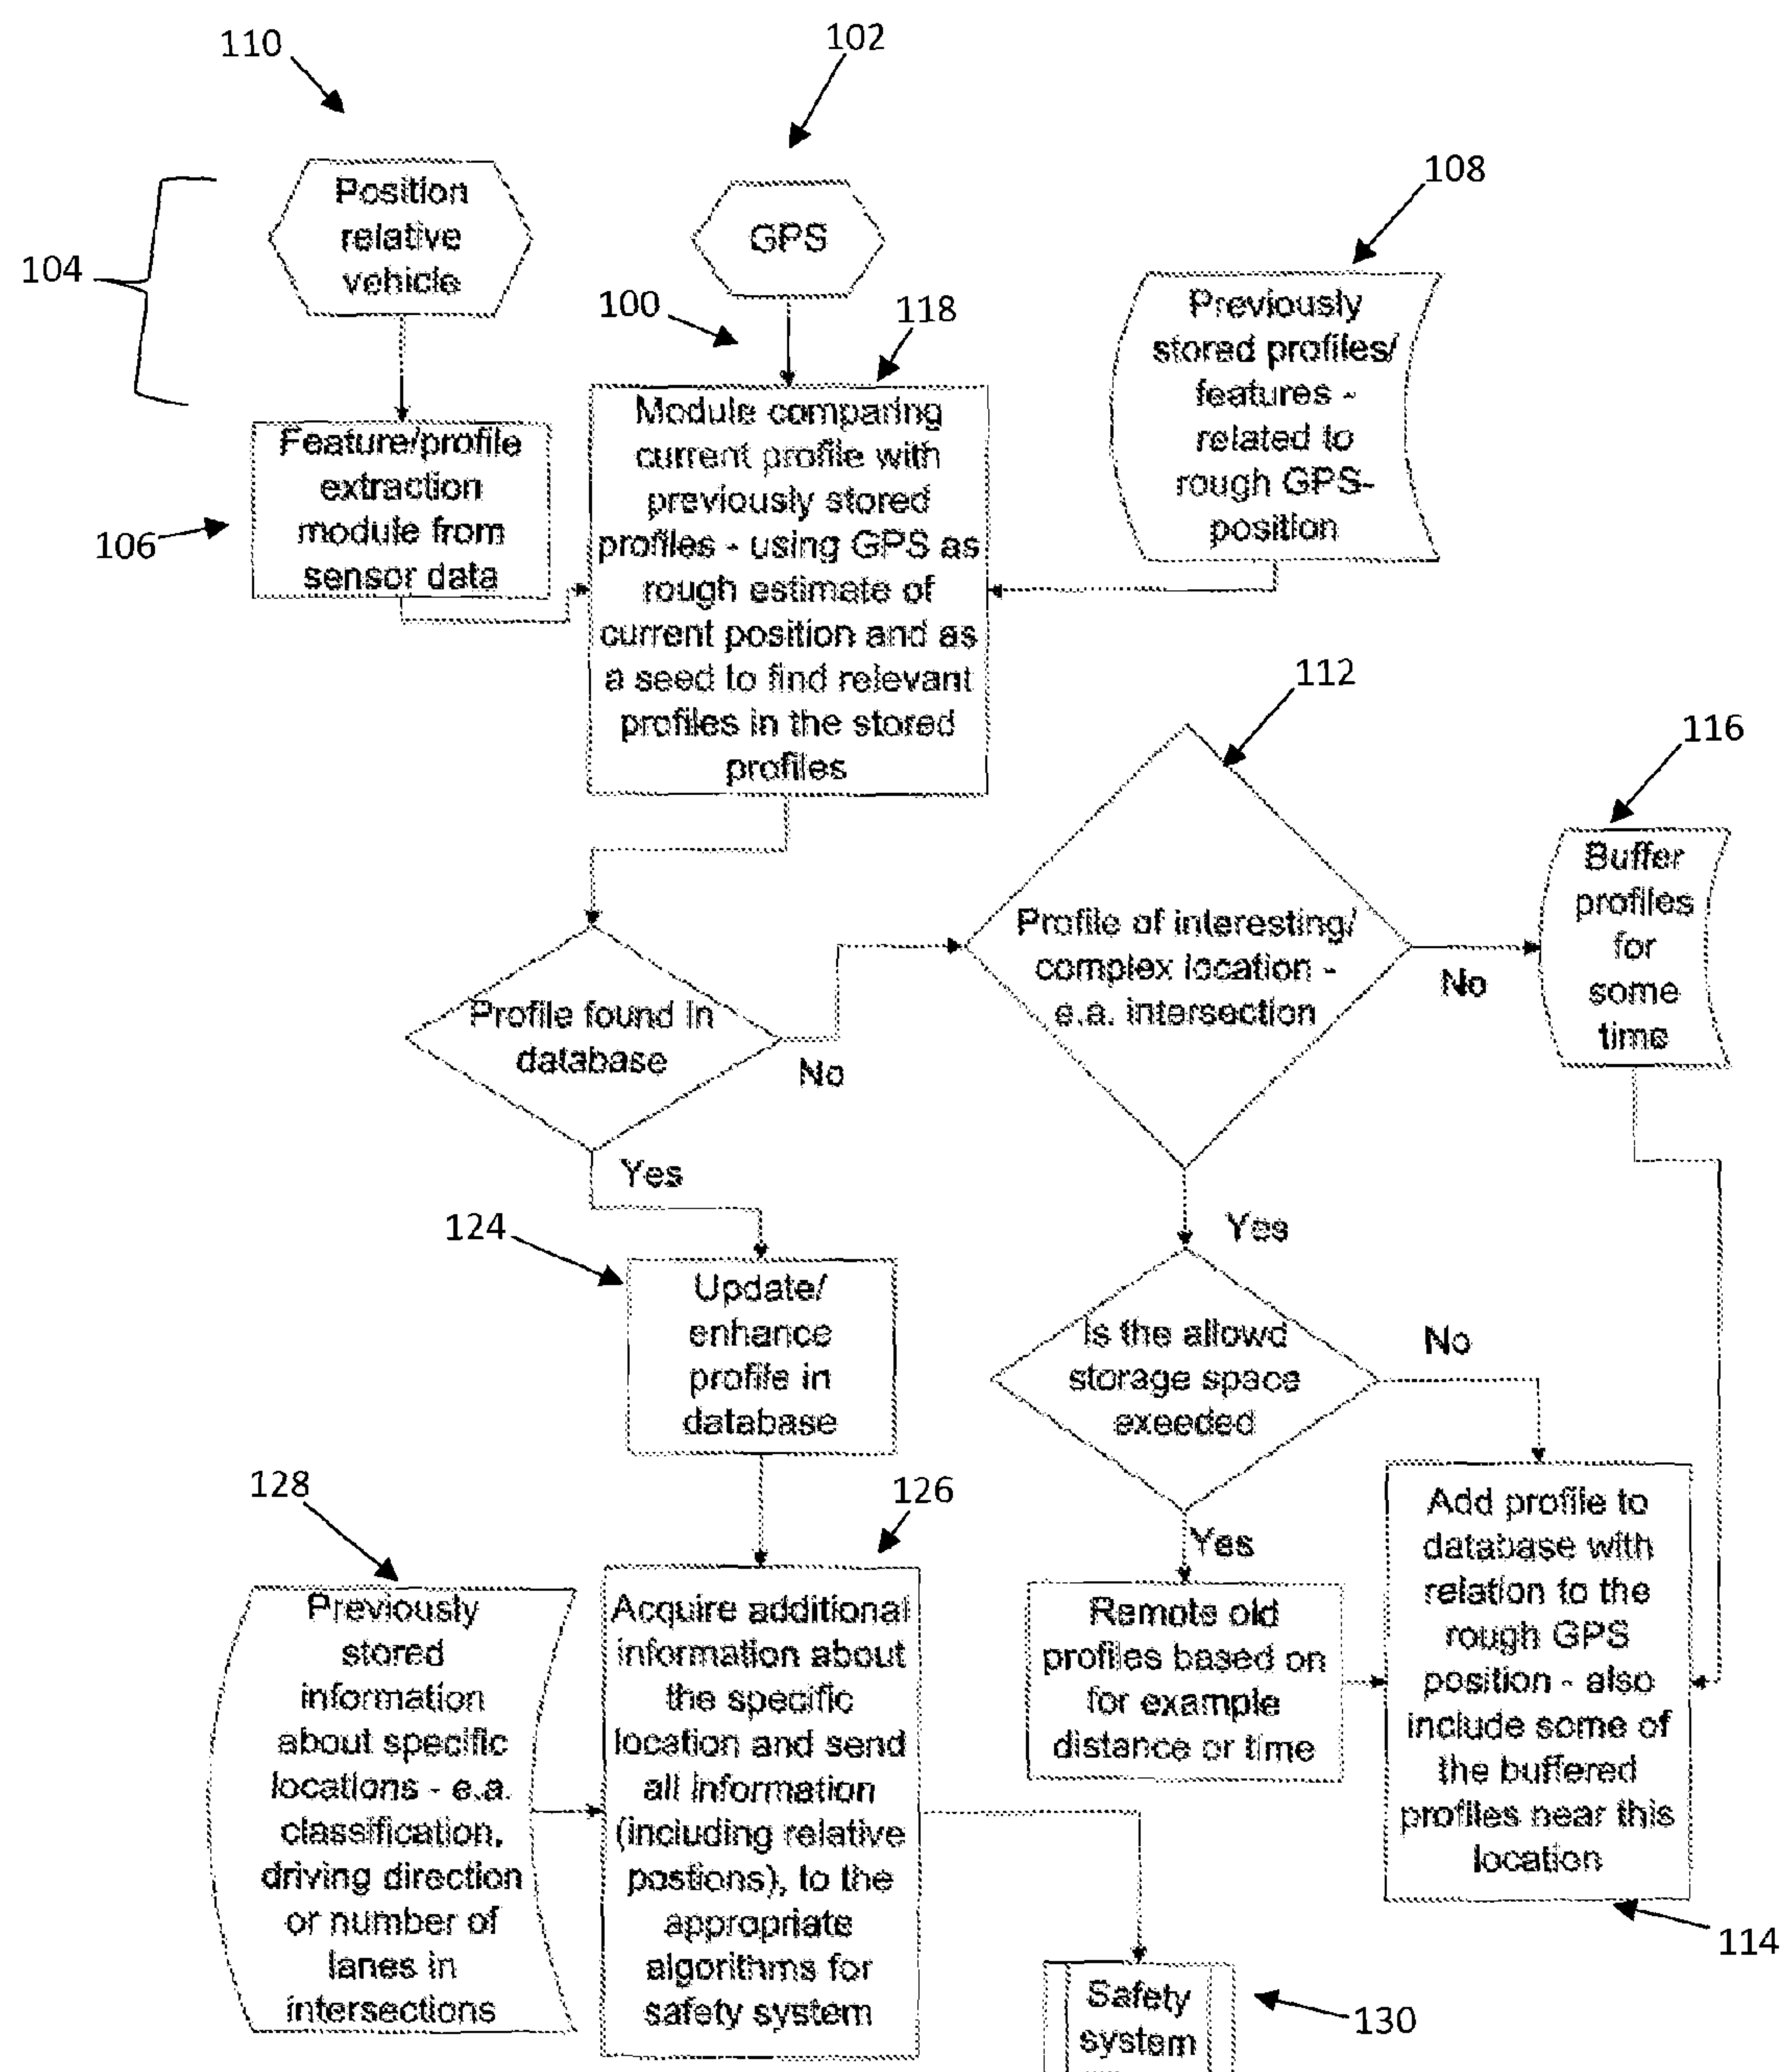 110
102
108
Position
relative
vehicle
GPS
104
100
118
Previously
stored profiles/
features -
related to
rough GPS-
position
Feature/profile
extraction
module from
sensor data
106
Module comparing
current profile with
previously stored
profiles - using GPS as
rough estimate of
current position and as
a seed to find relevant
profiles in the stored
profiles
112
116
Buffer
profiles
for
some
time
Profile of interesting/
complex location -
e.a. intersection
No
Profile found in
database
No
Yes
Yes
124
Update/
enhance
profile in
database
Is the allowd
storage space
exeeded
No
Yes
128
126
Previously
stored
information
about specific
locations - e.a.
classification,
driving direction
or number of
lanes in
intersections
Acquire additional
information about
the specific
location and send
all information
(including relative
postions), to the
appropriate
algorithms for
safety system
Remote old
profiles based on
for example
distance or time
Add profile to
database with
relation to the
rough GPS
position - also
include some of
the buffered
profiles near this
location
114
Safety
system
130